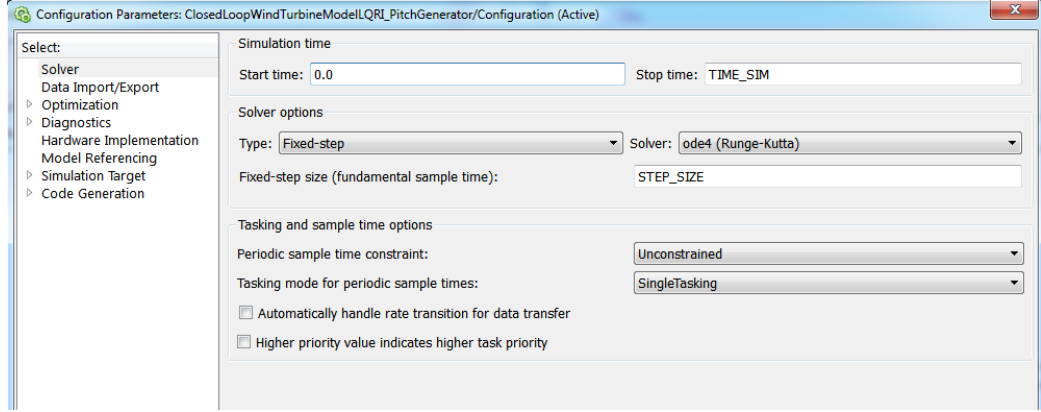 Configuration Parameters: ClosedLoopWindTurbineModelLQRI_PitchGenerator/Configuration (Active)
Select:
Solver
Data Import/Export
Optimization
Diagnostics
Hardware Implementation
Model Referencing
Simulation Target
Code Generation
Simulation time
Start time: 0.0 Stop time: TIME_SIM
Solver options
Type: Fixed-step Solver: ode4 (Runge-Kutta)
Fixed-step size (fundamental sample time): STEP_SIZE
Tasking and sample time options
Periodic sample time constraint: Unconstrained
Tasking mode for periodic sample times: SingleTasking
Automatically handle rate transition for data transfer
Higher priority value indicates higher task priority